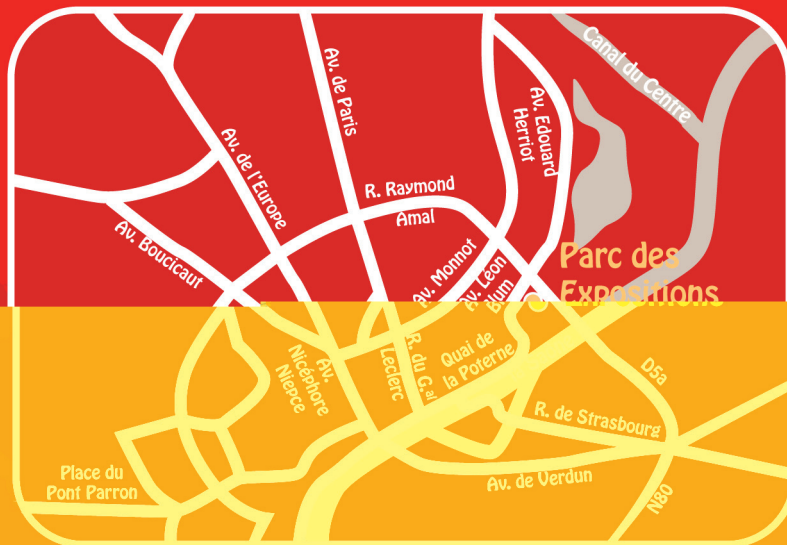 Canal du Centre
Av. de Paris
Av. Edouard
Herriot
Av. de l'Europe
R. Raymond
Amal
Av. Boucicaut
Av. Monnot
Av. Léon
Blum
Parc des
Expositions
Av.
Nicéphore
Niepce
R. du G.al
Leclerc
Quai de
la Poterne
D5a
R. de Strasbourg
Place du
Pont Parron
Av. de Verdun
N80